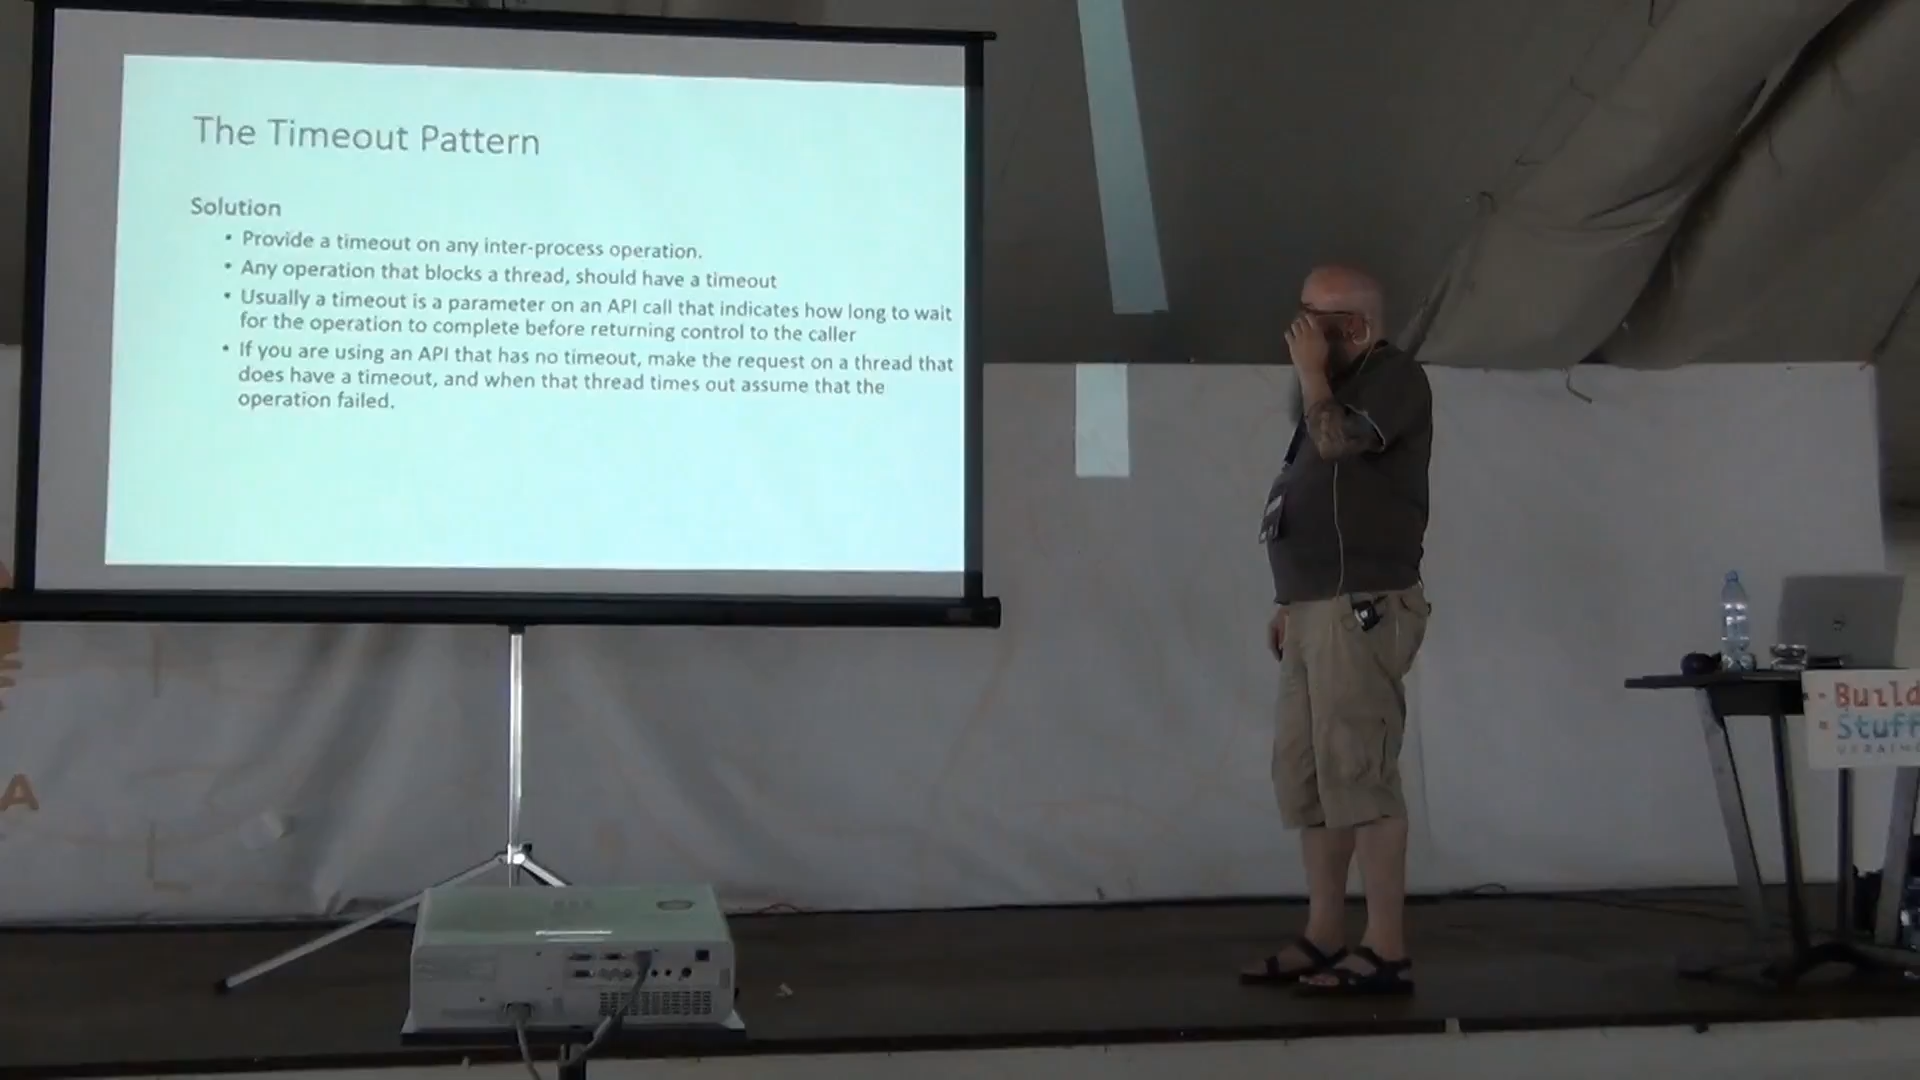 The Timeout Pattern
Solution
• Provide a timeout on any inter-process operation.
• Any operation that blocks a thread, should have a timeout
• Usually a timeout is a parameter on an API call that indicates how long to wait
for the operation to complete before returning control to the caller
• If you are using an API that has no timeout, make the request on a thread that
does have a timeout, and when that thread times out assume that the
operation failed.
- Build
= Stuff
UKRAINE
A